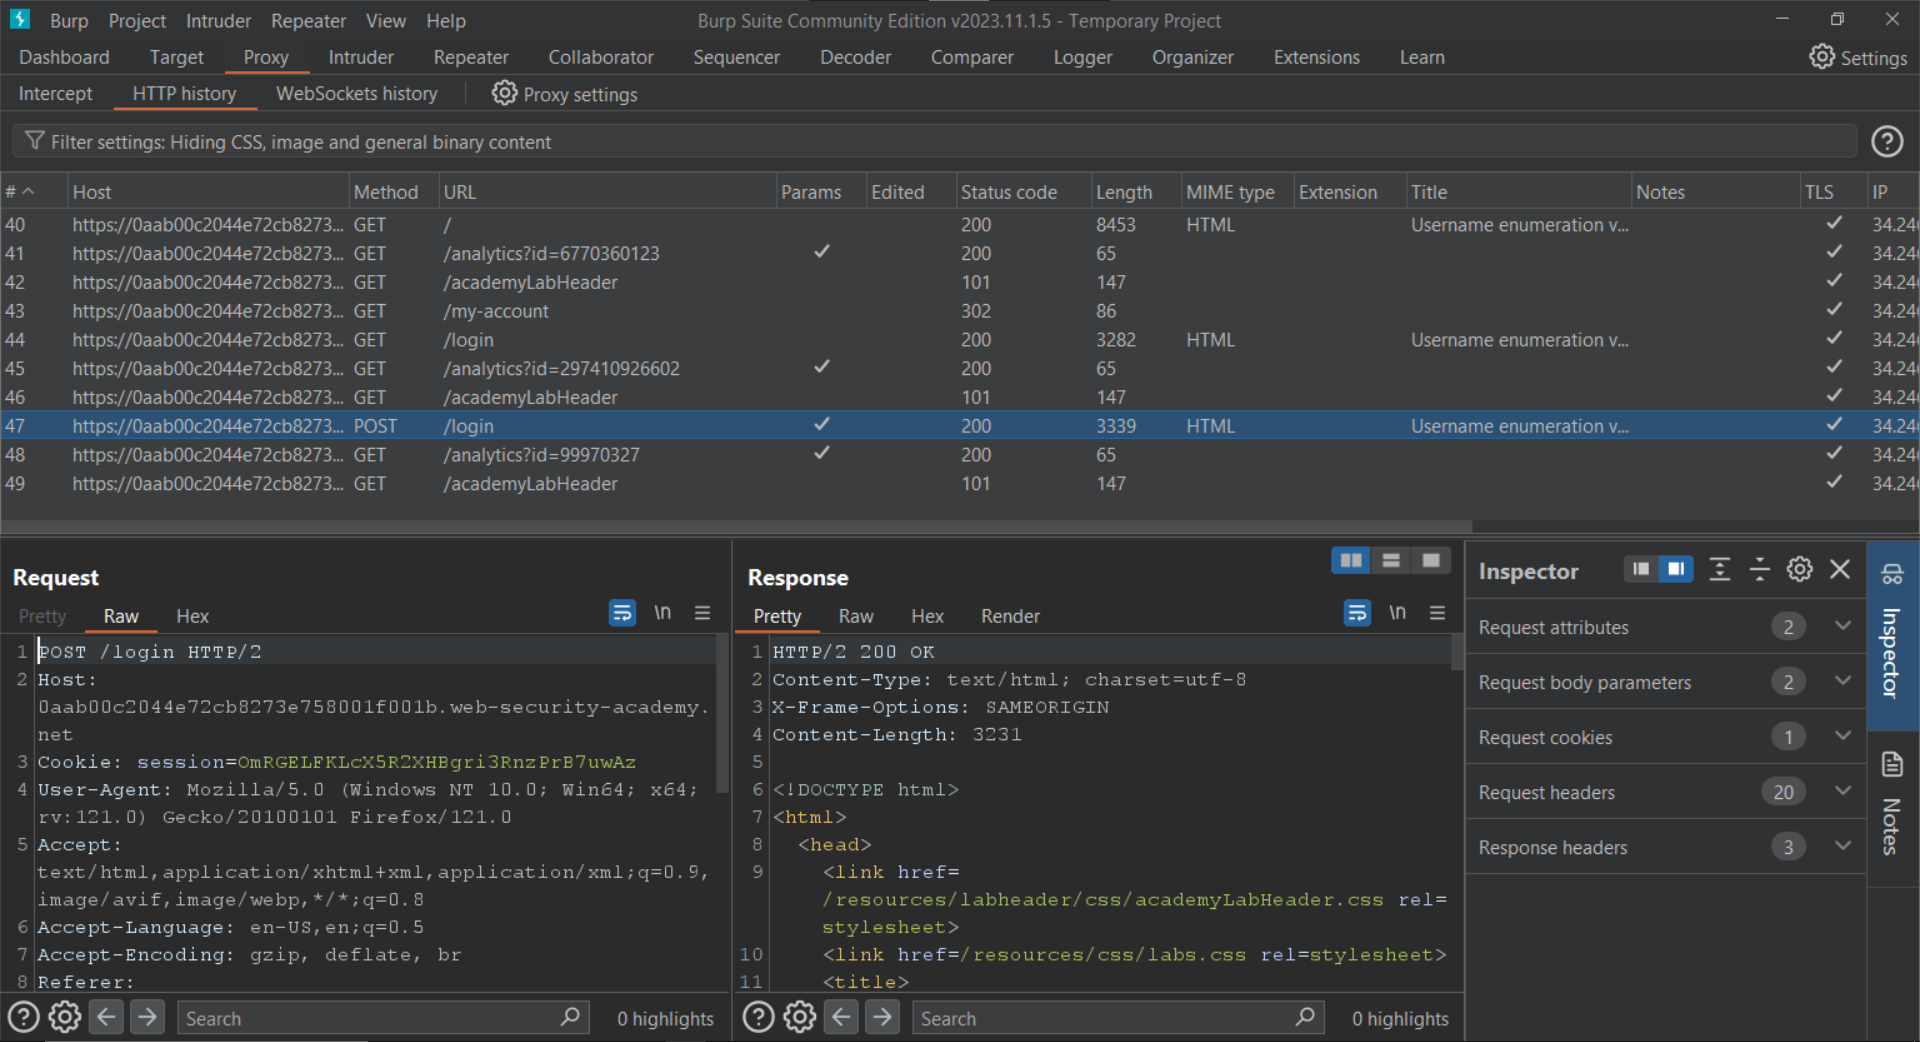 Burp Project Intruder Repeater View Help Burp Suite Community Edition v2023.11.1.5 - Temporary Project
Dashboard Target Proxy Intruder Repeater Collaborator Sequencer Decoder Comparer Logger Organizer Extensions Learn Settings
Intercept HTTP history WebSockets history Proxy settings
Filter settings: Hiding CSS, image and general binary content
# Host Method URL Params Edited Status code Length MIME type Extension Title Notes TLS IP
40 https://0aab00c2044e72cb8273... GET / 200 8453 HTML Username enumeration v... ✓ 34.246
41 https://0aab00c2044e72cb8273... GET /analytics?id=6770360123 ✓ 200 65 ✓ 34.246
42 https://0aab00c2044e72cb8273... GET /academyLabHeader 101 147 ✓ 34.246
43 https://0aab00c2044e72cb8273... GET /my-account 302 86 ✓ 34.246
44 https://0aab00c2044e72cb8273... GET /login 200 3282 HTML Username enumeration v... ✓ 34.246
45 https://0aab00c2044e72cb8273... GET /analytics?id=297410926602 ✓ 200 65 ✓ 34.246
46 https://0aab00c2044e72cb8273... GET /academyLabHeader 101 147 ✓ 34.246
47 https://0aab00c2044e72cb8273... POST /login ✓ 200 3339 HTML Username enumeration v... ✓ 34.246
48 https://0aab00c2044e72cb8273... GET /analytics?id=99970327 ✓ 200 65 ✓ 34.246
49 https://0aab00c2044e72cb8273... GET /academyLabHeader 101 147 ✓ 34.246
Request
Pretty Raw Hex \n
1 POST /login HTTP/2
2 Host:
0aab00c2044e72cb8273e758001f001b.web-security-academy.
net
3 Cookie: session=OmRGELFKLcX5R2XHBgri3RnzPrB7uwAz
4 User-Agent: Mozilla/5.0 (Windows NT 10.0; Win64; x64;
rv:121.0) Gecko/20100101 Firefox/121.0
5 Accept:
text/html,application/xhtml+xml,application/xml;q=0.9,
image/avif,image/webp,*/*;q=0.8
6 Accept-Language: en-US,en;q=0.5
7 Accept-Encoding: gzip, deflate, br
8 Referer:
Search 0 highlights
Response
Pretty Raw Hex Render \n
1 HTTP/2 200 OK
2 Content-Type: text/html; charset=utf-8
3 X-Frame-Options: SAMEORIGIN
4 Content-Length: 3231
5
6 <!DOCTYPE html>
7 <html>
8 <head>
9 <link href=
/resources/labheader/css/academyLabHeader.css rel=
stylesheet>
10 <link href=/resources/css/labs.css rel=stylesheet>
11 <title>
Search 0 highlights
Inspector
Request attributes 2
Request body parameters 2
Request cookies 1
Request headers 20
Response headers 3
Inspector
Notes